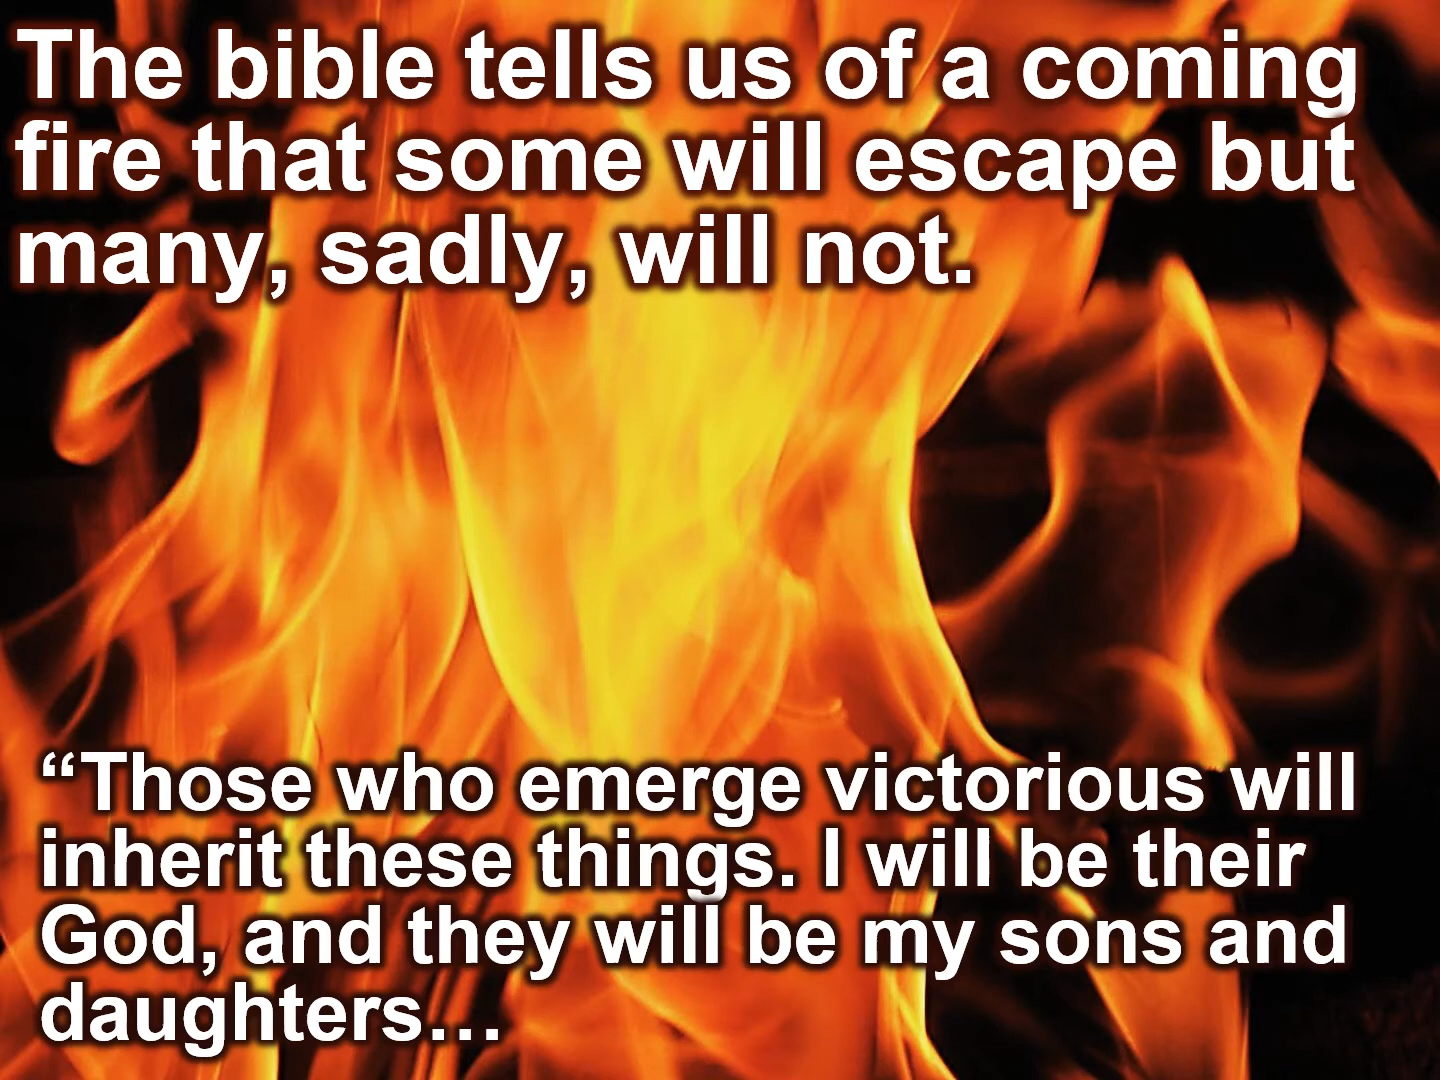 The bible tells us of a coming
fire that some will escape but
many, sadly, will not.
“Those who emerge victorious will
inherit these things. I will be their
God, and they will be my sons and
daughters…